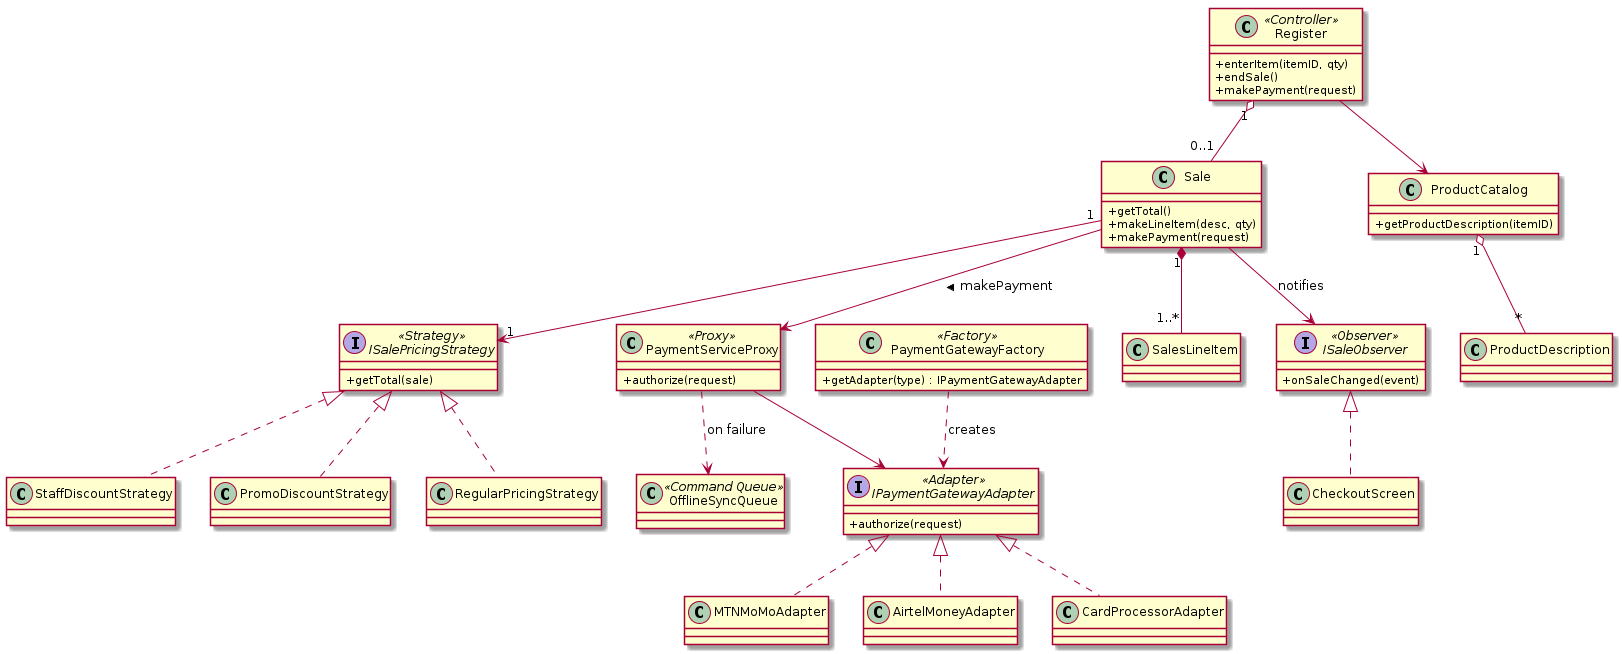 «Controller»
C Register
+enterItem(itemID, qty)
+endSale()
+makePayment(request)
1
0..1
C Sale
+getTotal()
+makeLineItem(desc, qty)
+makePayment(request)
C ProductCatalog
+getProductDescription(itemID)
1
1
1
makePayment
notifies
1..*
*
1
«Strategy»
I ISalePricingStrategy
+getTotal(sale)
«Proxy»
C PaymentServiceProxy
+authorize(request)
«Factory»
C PaymentGatewayFactory
+getAdapter(type) : IPaymentGatewayAdapter
C SalesLineItem
«Observer»
I ISaleObserver
+onSaleChanged(event)
C ProductDescription
on failure
creates
C StaffDiscountStrategy
C PromoDiscountStrategy
C RegularPricingStrategy
«Command Queue»
C OfflineSyncQueue
«Adapter»
I IPaymentGatewayAdapter
+authorize(request)
C CheckoutScreen
C MTNMoMoAdapter
C AirtelMoneyAdapter
C CardProcessorAdapter